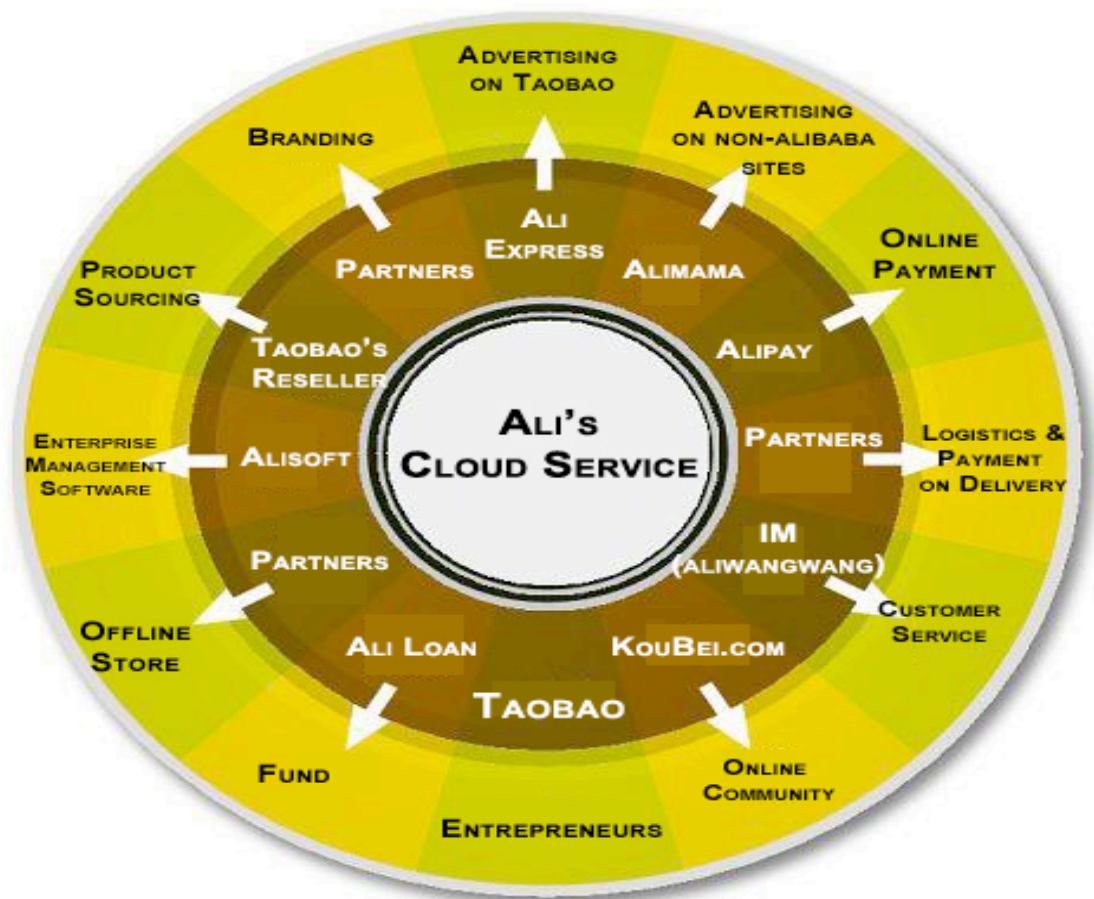 Advertising
on Taobao
Advertising
on non-alibaba
sites
Branding
Ali
Express
Partners
Alimama
Online
Payment
Product
Sourcing
Taobao's
Reseller
Alipay
Ali's
Cloud Service
Enterprise
Management
Software
Alisoft
Partners
Logistics &
Payment
on Delivery
IM
(aliwangwang)
Partners
Customer
Service
Offline
Store
Ali Loan
KouBei.com
Taobao
Fund
Online
Community
Entrepreneurs